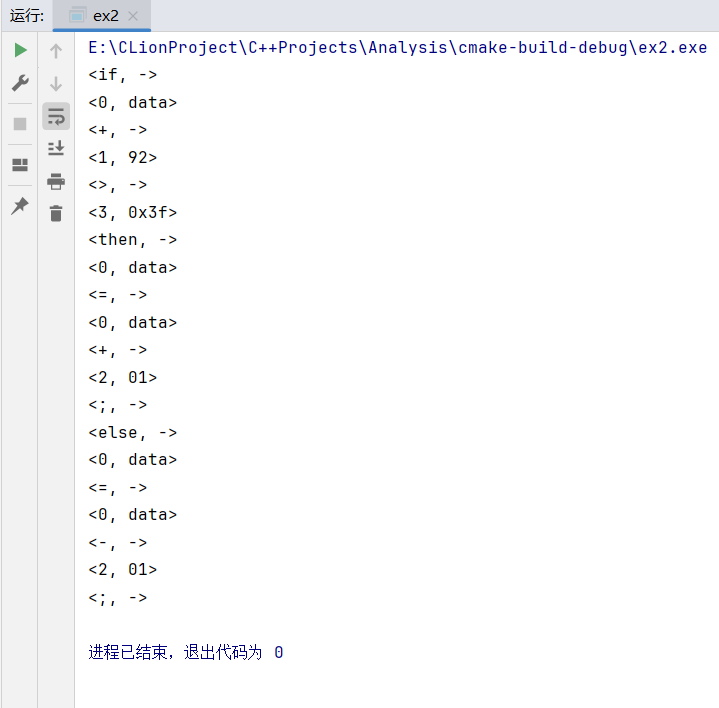 运行: ex2
E:\CLionProject\C++Projects\Analysis\cmake-build-debug\ex2.exe
<if, ->
<0, data>
<+, ->
<1, 92>
<>, ->
<3, 0x3f>
<then, ->
<0, data>
<=, ->
<0, data>
<+, ->
<2, 01>
<;, ->
<else, ->
<0, data>
<=, ->
<0, data>
<-, ->
<2, 01>
<;, ->
进程已结束，退出代码为 0